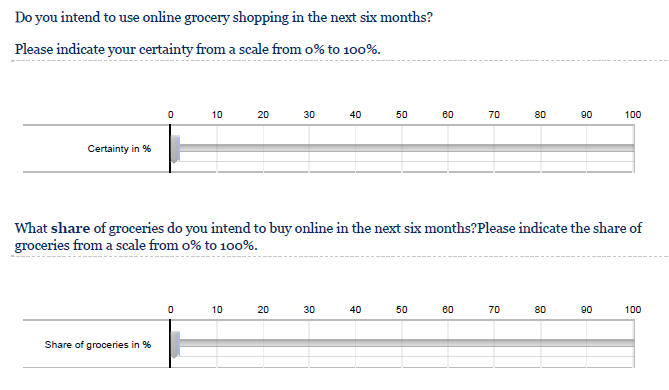 Do you intend to use online grocery shopping in the next six months?
Please indicate your certainty from a scale from 0% to 100%.
0 10 20 30 40 50 60 70 80 90 100
Certainty in %
What share of groceries do you intend to buy online in the next six months?Please indicate the share of
groceries from a scale from 0% to 100%.
0 10 20 30 40 50 60 70 80 90 100
Share of groceries in %